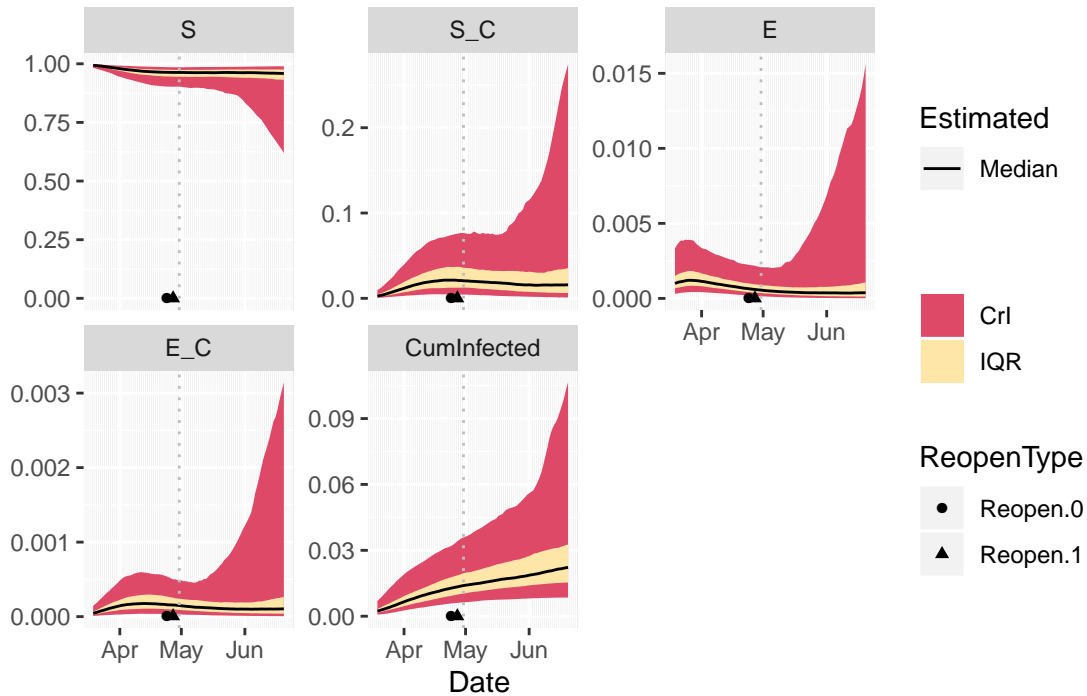 S
S_C
E
1.00
0.75
0.50
0.25
0.00
0.2
0.1
0.0
0.015
0.010
0.005
0.000
Apr May Jun
E_C
CumInfected
0.003
0.002
0.001
0.000
0.09
0.06
0.03
0.00
Apr May Jun
Apr May Jun
Date
Estimated
Median
CrI
IQR
ReopenType
Reopen.0
Reopen.1